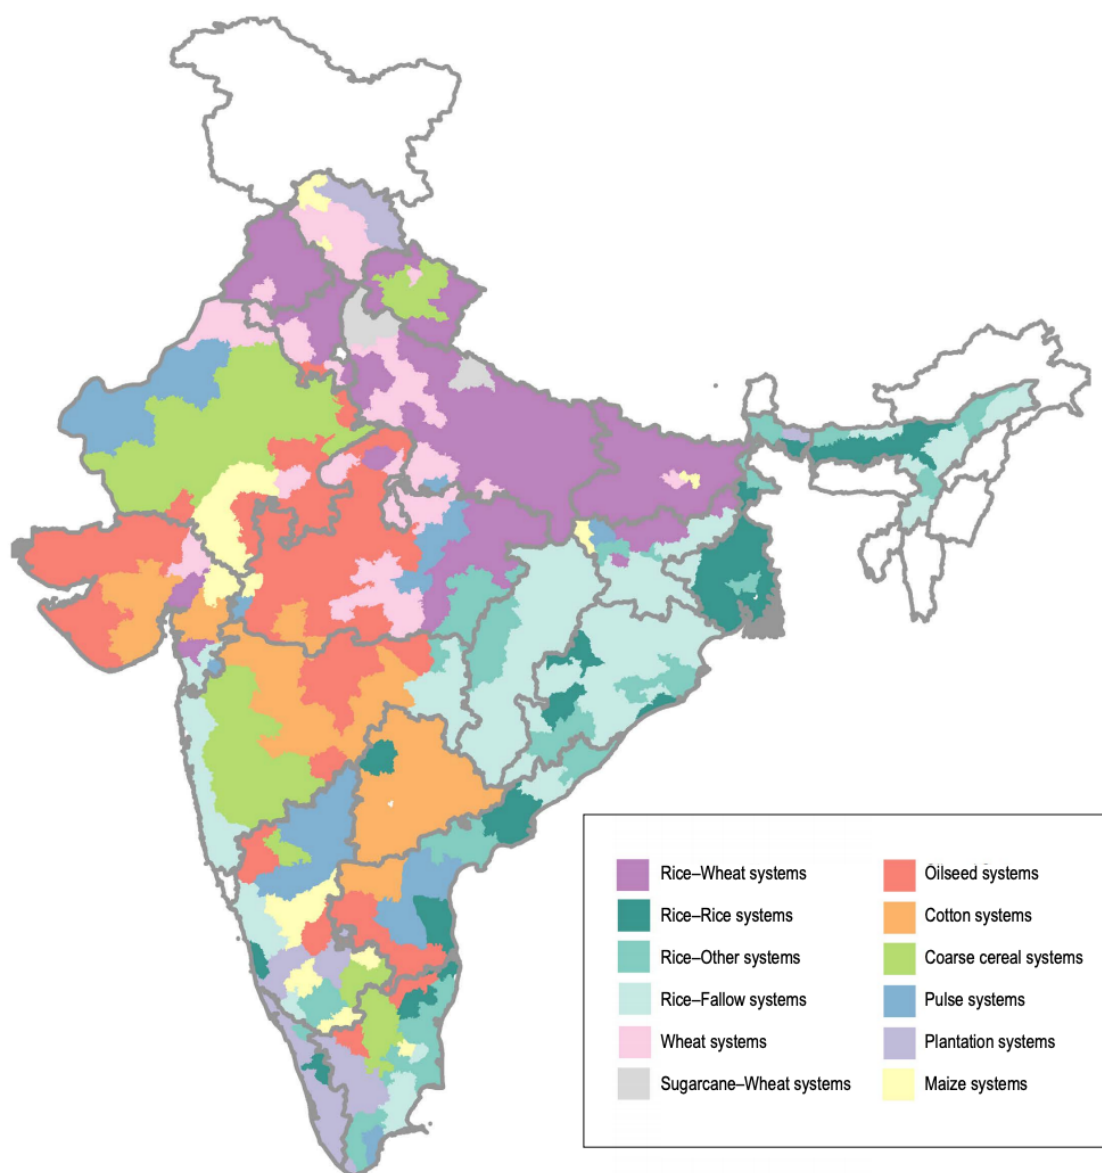 Rice–Wheat systems
Rice–Rice systems
Rice–Other systems
Rice–Fallow systems
Wheat systems
Sugarcane–Wheat systems
Oilseed systems
Cotton systems
Coarse cereal systems
Pulse systems
Plantation systems
Maize systems